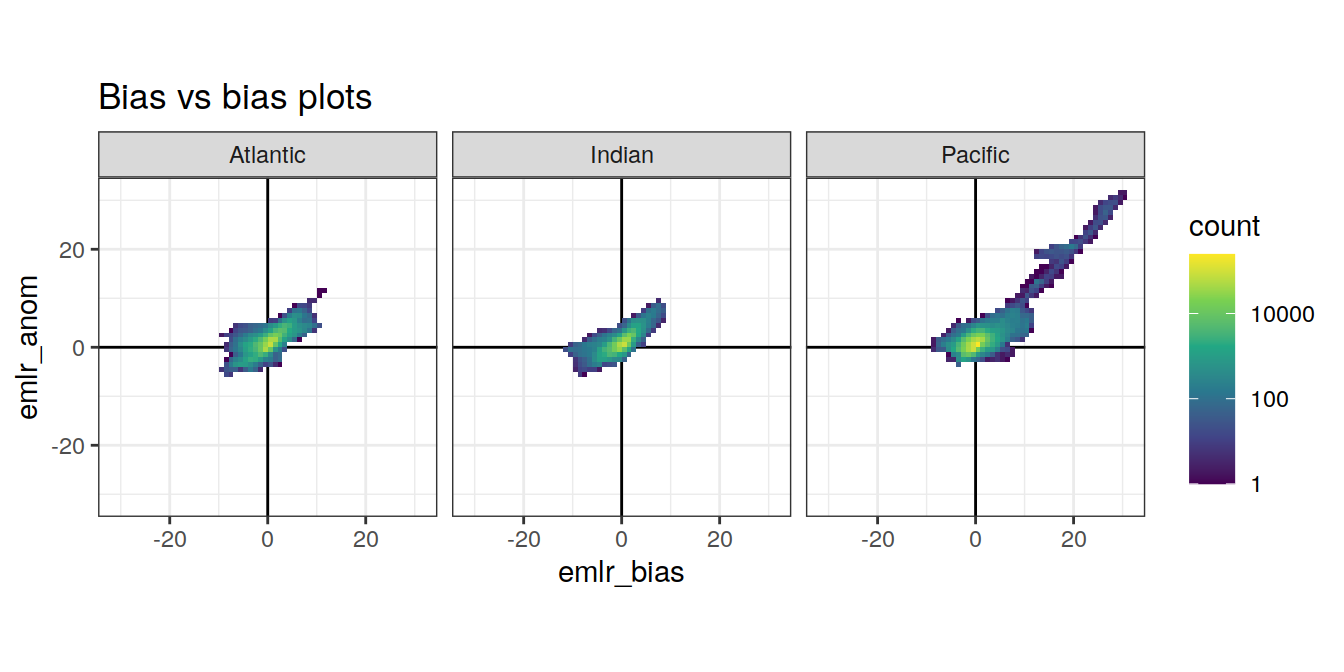 Bias vs bias plots
Atlantic Indian Pacific
emlr_anom
20
0
-20
-20 0 20 -20 0 20 -20 0 20
emlr_bias
count
10000
100
1